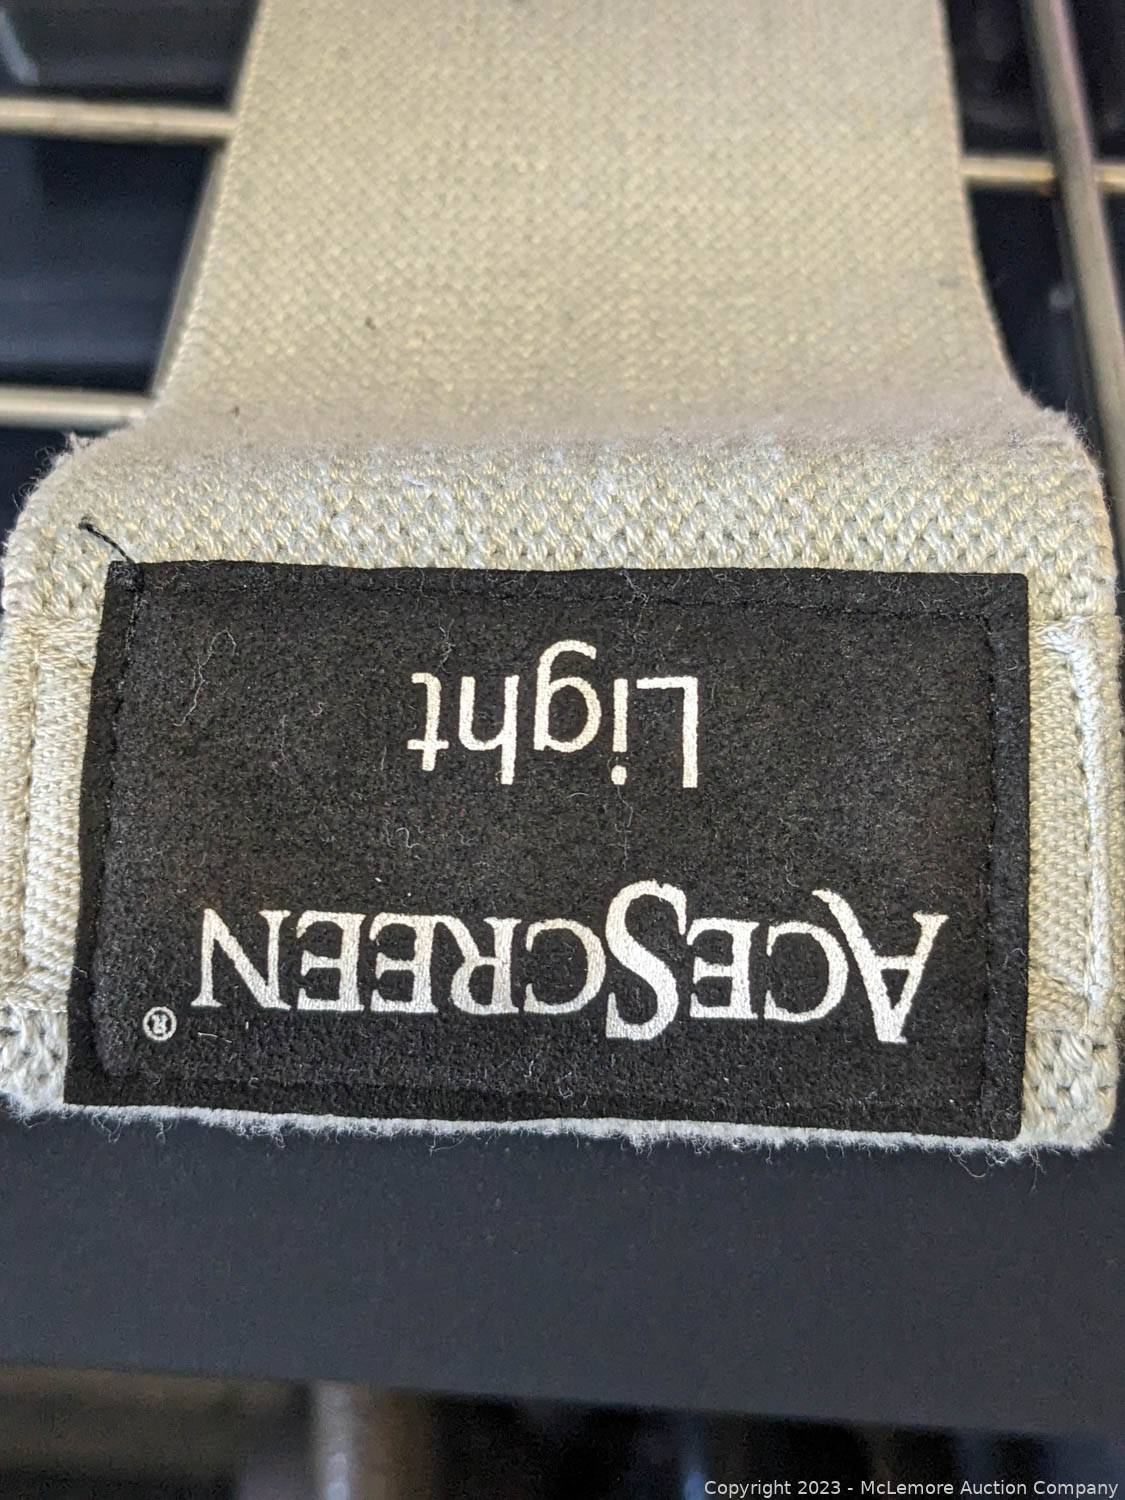 ACESCREEN®
Light
Copyright 2023 - McLemore Auction Company